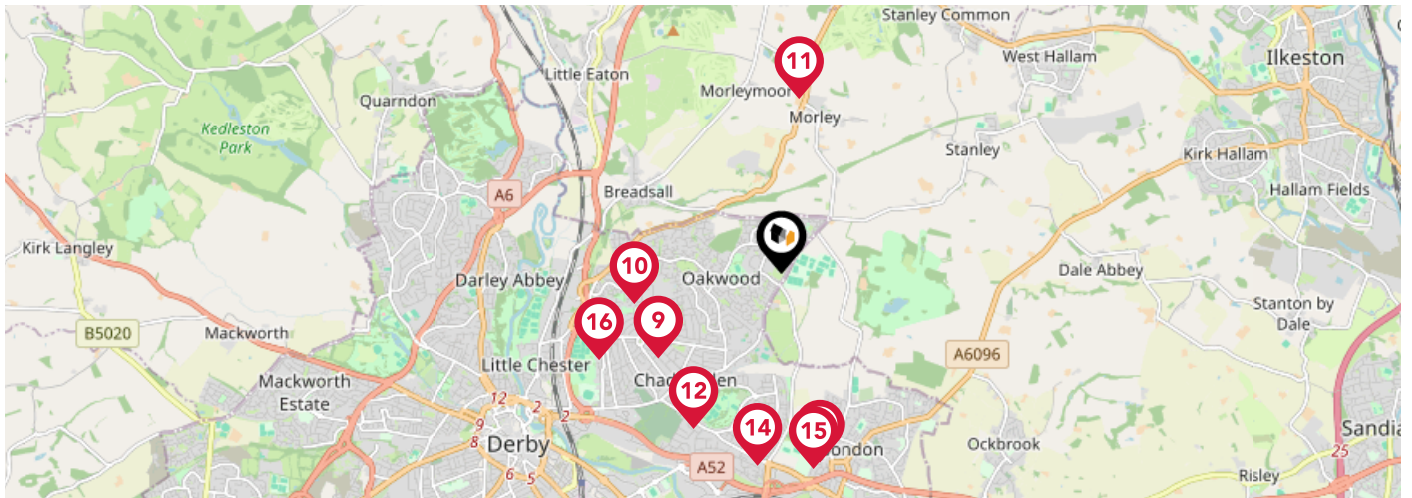 Stanley Common
West Hallam
Ilkeston
11
Little Eaton
Morleymoor
Quarndon
Morley
Kedleston
Park
Stanley
Kirk Hallam
A6
Breadsall
Hallam Fields
Kirk Langley
10
Oakwood
Darley Abbey
Dale Abbey
Stanton by
Dale
B5020
Mackworth
16
9
A6096
Little Chester
Mackworth
Estate
12
12
2
2
9
8
14
15
Derby
Ockbrook
25
A52
6
5
Risley